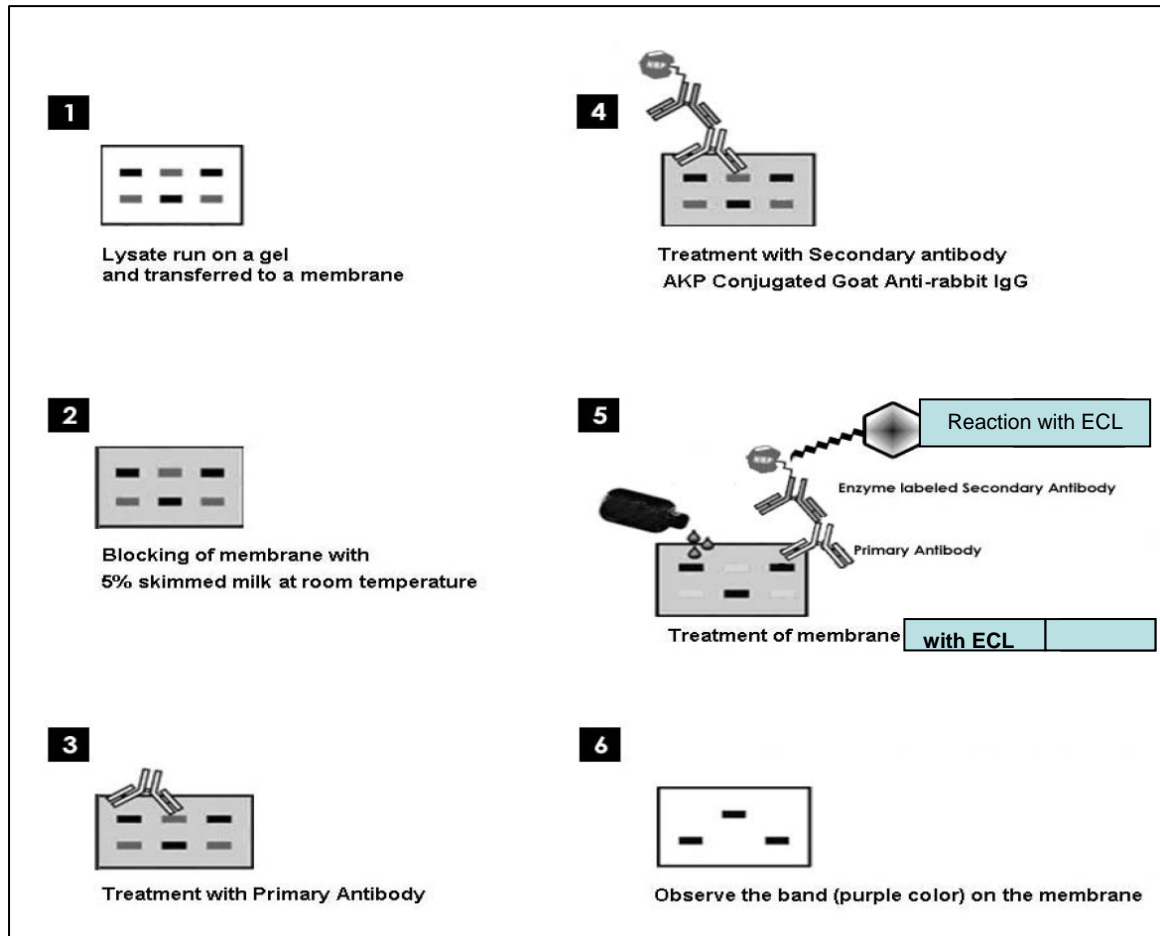 1
Lysate run on a gel
and transferred to a membrane
2
Blocking of membrane with
5% skimmed milk at room temperature
3
Treatment with Primary Antibody
4
HRP
Treatment with Secondary antibody
AKP Conjugated Goat Anti-rabbit IgG
5
Reaction with ECL
HRP
Enzyme labeled Secondary Antibody
Primary Antibody
Treatment of membrane with ECL
6
Observe the band (purple color) on the membrane